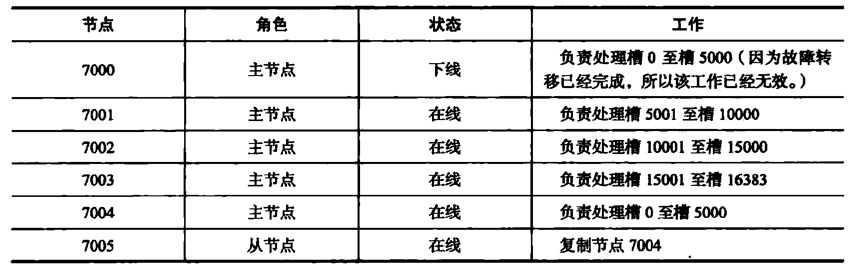 节点 角色 状态 工作
7000 主节点 下线 负责处理槽 0 至槽 5000（因为故障转
移已经完成，所以该工作已经无效。）
7001 主节点 在线 负责处理槽 5001 至槽 10000
7002 主节点 在线 负责处理槽 10001 至槽 15000
7003 主节点 在线 负责处理槽 15001 至槽 16383
7004 主节点 在线 负责处理槽 0 至槽 5000
7005 从节点 在线 复制节点 7004